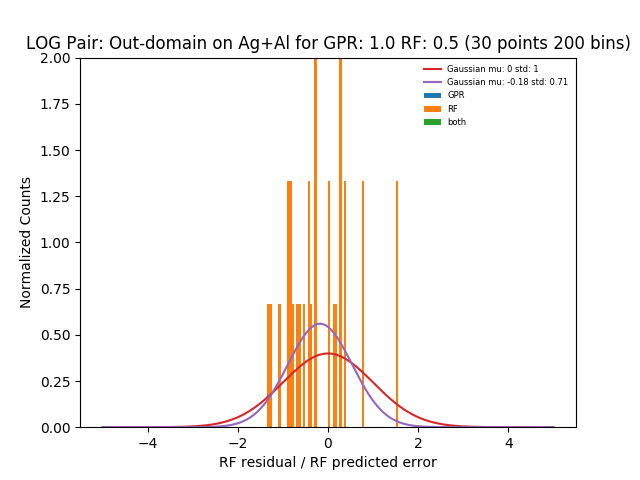 LOG Pair: Out-domain on Ag+Al for GPR: 1.0 RF: 0.5 (30 points 200 bins)
Gaussian mu: 0 std: 1
Gaussian mu: -0.18 std: 0.71
GPR
RF
both
Normalized Counts
2.00
1.75
1.50
1.25
1.00
0.75
0.50
0.25
0.00
−4
−2
0
2
4
RF residual / RF predicted error